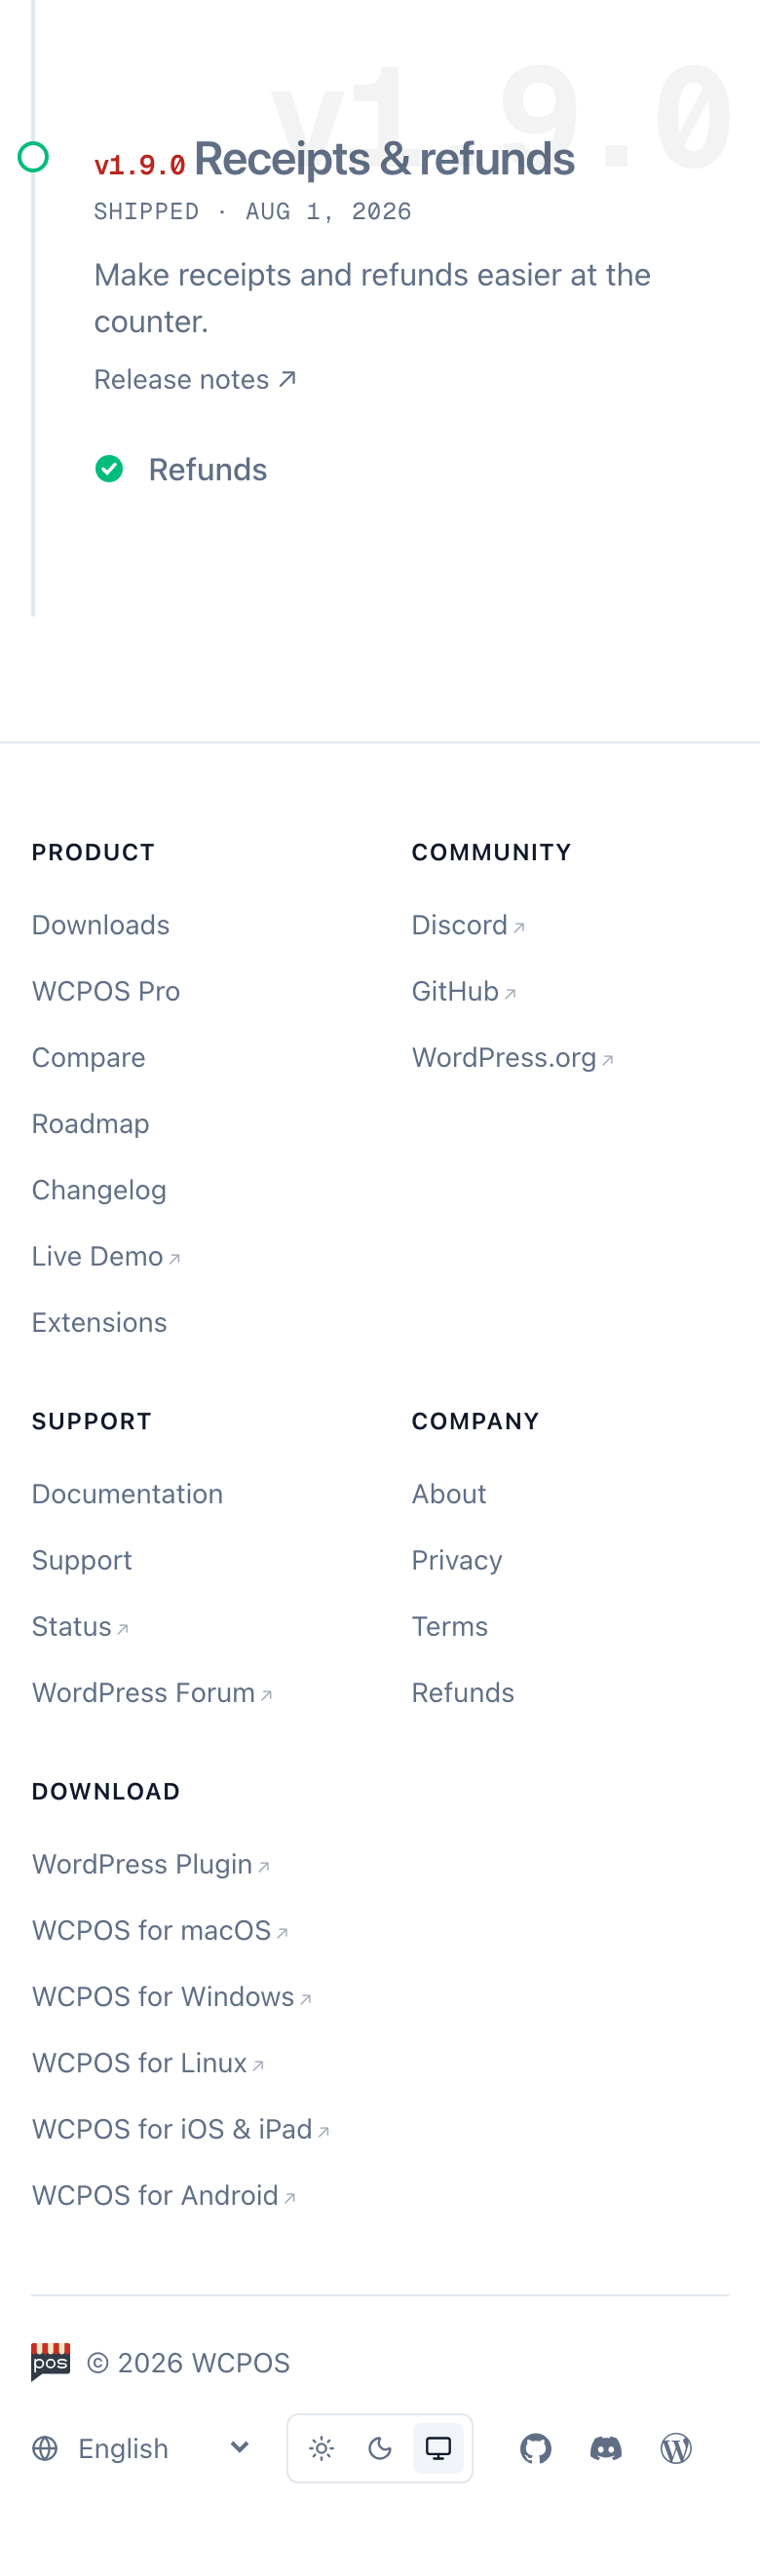 v1.9.0
v1.9.0 Receipts & refunds
SHIPPED · AUG 1, 2026
Make receipts and refunds easier at the
counter.
Release notes ↗
Refunds
PRODUCT
Downloads
WCPOS Pro
Compare
Roadmap
Changelog
Live Demo ↗
Extensions
COMMUNITY
Discord ↗
GitHub ↗
WordPress.org ↗
SUPPORT
Documentation
Support
Status ↗
WordPress Forum ↗
COMPANY
About
Privacy
Terms
Refunds
DOWNLOAD
WordPress Plugin ↗
WCPOS for macOS ↗
WCPOS for Windows ↗
WCPOS for Linux ↗
WCPOS for iOS & iPad ↗
WCPOS for Android ↗
pos © 2026 WCPOS
English